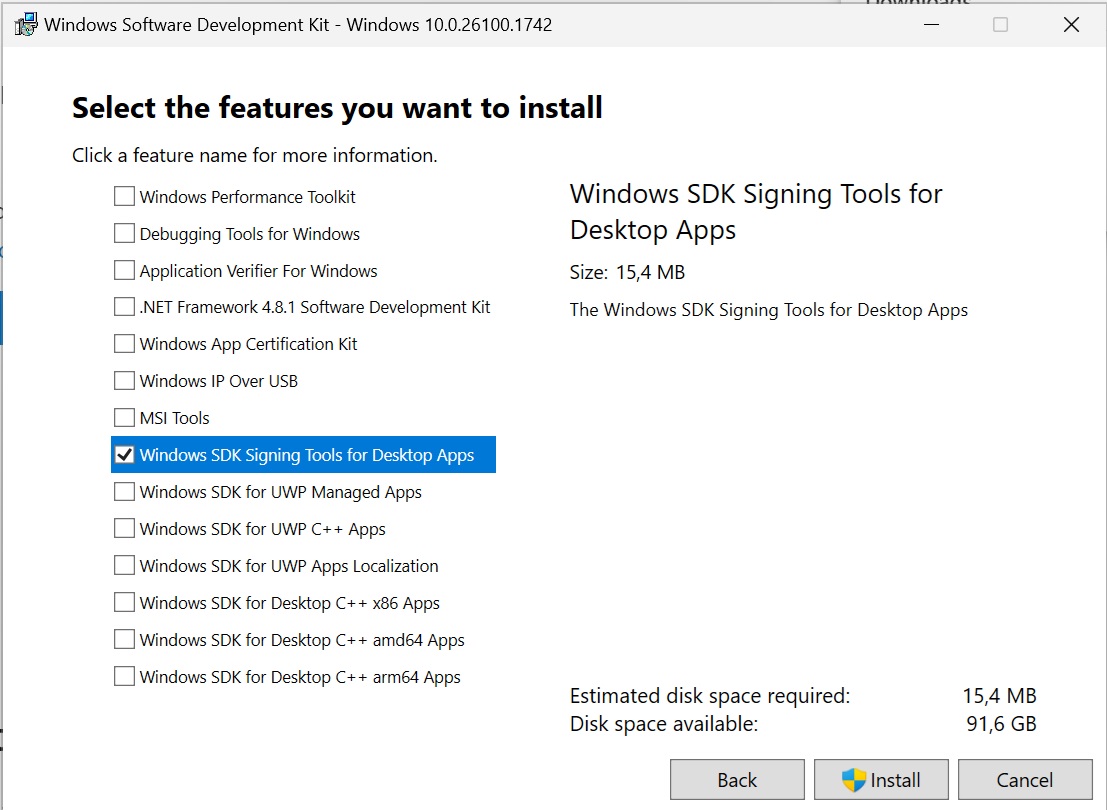 Windows Software Development Kit - Windows 10.0.26100.1742
Select the features you want to install
Click a feature name for more information.
Windows Performance Toolkit
Debugging Tools for Windows
Application Verifier For Windows
.NET Framework 4.8.1 Software Development Kit
Windows App Certification Kit
Windows IP Over USB
MSI Tools
Windows SDK Signing Tools for Desktop Apps
Windows SDK for UWP Managed Apps
Windows SDK for UWP C++ Apps
Windows SDK for UWP Apps Localization
Windows SDK for Desktop C++ x86 Apps
Windows SDK for Desktop C++ amd64 Apps
Windows SDK for Desktop C++ arm64 Apps
Windows SDK Signing Tools for
Desktop Apps
Size: 15,4 MB
The Windows SDK Signing Tools for Desktop Apps
Estimated disk space required: 15,4 MB
Disk space available: 91,6 GB
Back Install Cancel